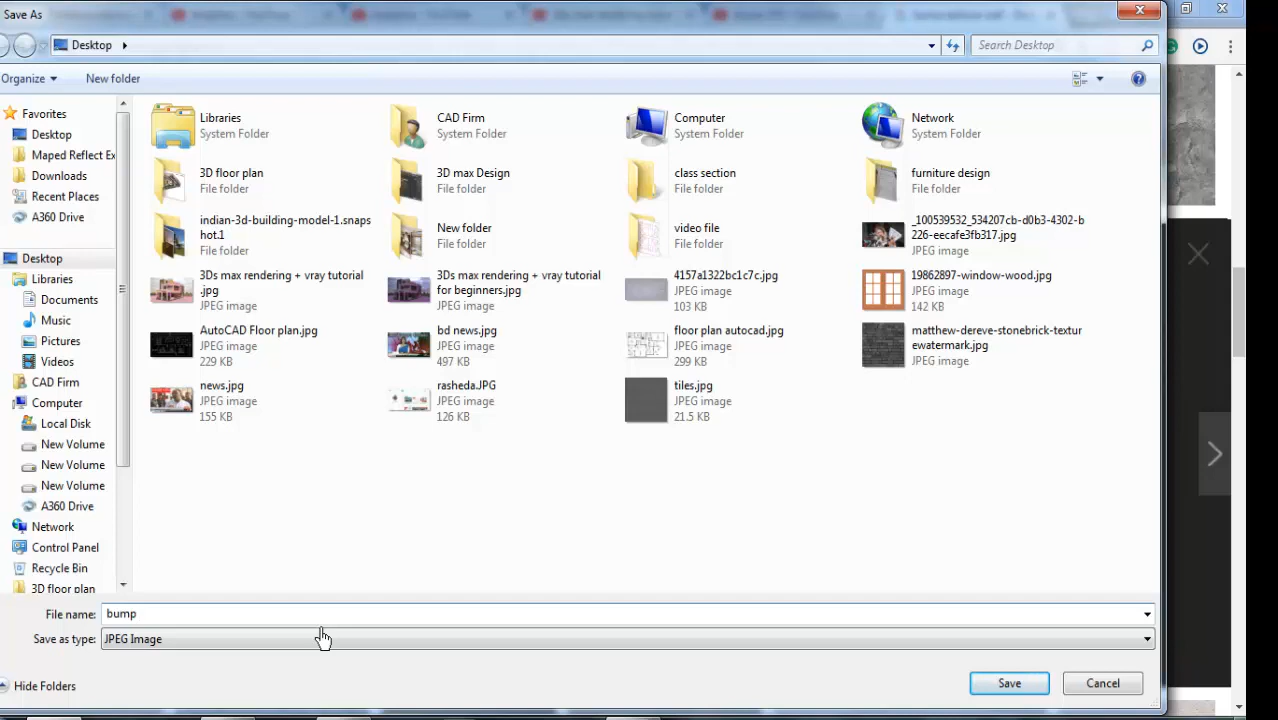 Save As
Desktop
Search Desktop
Organize
New folder
Favorites
Desktop
Maped Reflect Ex
Downloads
Recent Places
A360 Drive
Desktop
Libraries
Documents
Music
Pictures
Videos
CAD Firm
Computer
Local Disk
New Volume
New Volume
New Volume
A360 Drive
Network
Control Panel
Recycle Bin
3D floor plan
Libraries
System Folder
CAD Firm
System Folder
Computer
System Folder
Network
System Folder
3D floor plan
File folder
3D max Design
File folder
class section
File folder
furniture design
File folder
indian-3d-building-model-1.snaps
hot.1
File folder
New folder
File folder
video file
File folder
_100539532_534207cb-d0b3-4302-b
226-eecafe3fb317.jpg
JPEG image
3Ds max rendering + vray tutorial
.jpg
JPEG image
3Ds max rendering + vray tutorial
for beginners.jpg
JPEG image
4157a1322bc1c7c.jpg
JPEG image
103 KB
19862897-window-wood.jpg
JPEG image
142 KB
AutoCAD Floor plan.jpg
JPEG image
229 KB
bd news.jpg
JPEG image
497 KB
floor plan autocad.jpg
JPEG image
299 KB
matthew-dereve-stonebrick-textur
ewatermark.jpg
JPEG image
news.jpg
JPEG image
155 KB
rasheda.JPG
JPEG image
126 KB
tiles.jpg
JPEG image
21.5 KB
File name: bump
Save as type: JPEG Image
Hide Folders
Save
Cancel